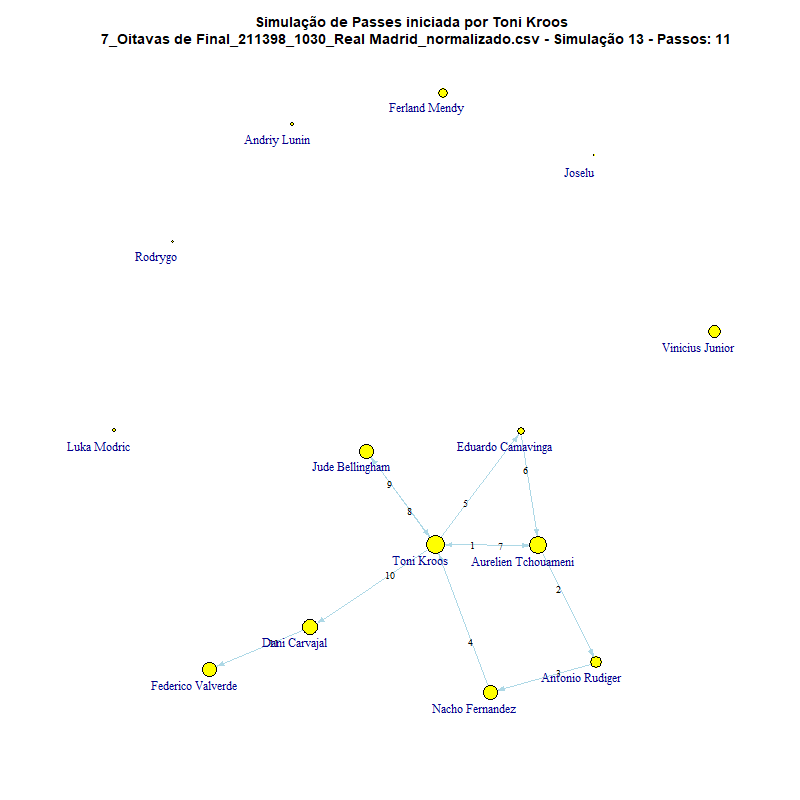 Simulação de Passes iniciada por Toni Kroos
7_Oitavas de Final_211398_1030_Real Madrid_normalizado.csv - Simulação 13 - Passos: 11
Ferland Mendy
Andriy Lunin
Joselu
Rodrygo
Vinicius Junior
Luka Modric
Eduardo Camavinga
Jude Bellingham
6
9
5
8
1
7
Toni Kroos
Aurelien Tchouameni
10
2
Dani Carvajal
4
3
Antonio Rudiger
Federico Valverde
Nacho Fernandez